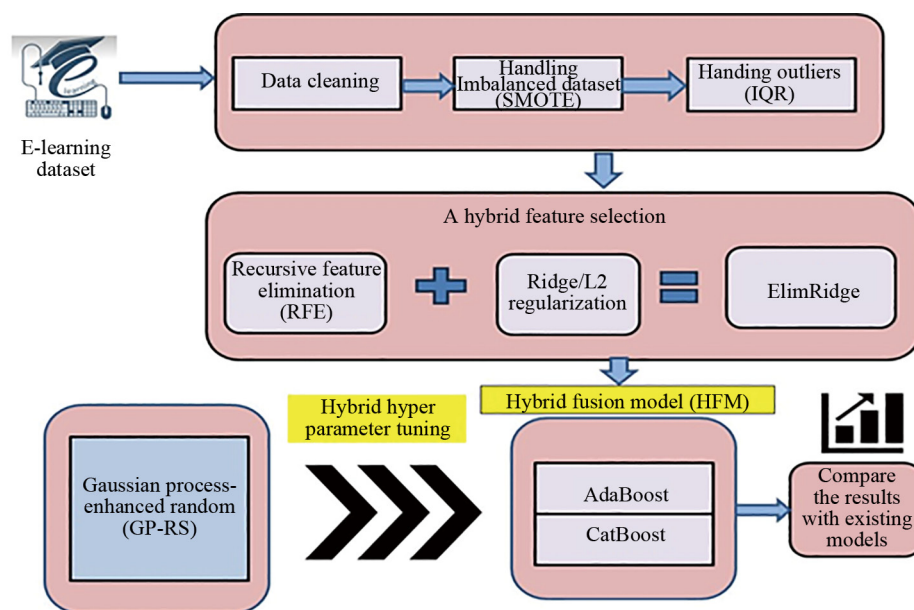 e
learning
E-learning
dataset
Data cleaning
Handling
Imbalanced dataset
(SMOTE)
Handing outliers
(IQR)
A hybrid feature selection
Recursive feature
elimination
(RFE)
Ridge/L2
regularization
ElimRidge
Hybrid hyper
parameter tuning
Hybrid fusion model (HFM)
Gaussian process-
enhanced random
(GP-RS)
AdaBoost
CatBoost
Compare
the results
with existing
models